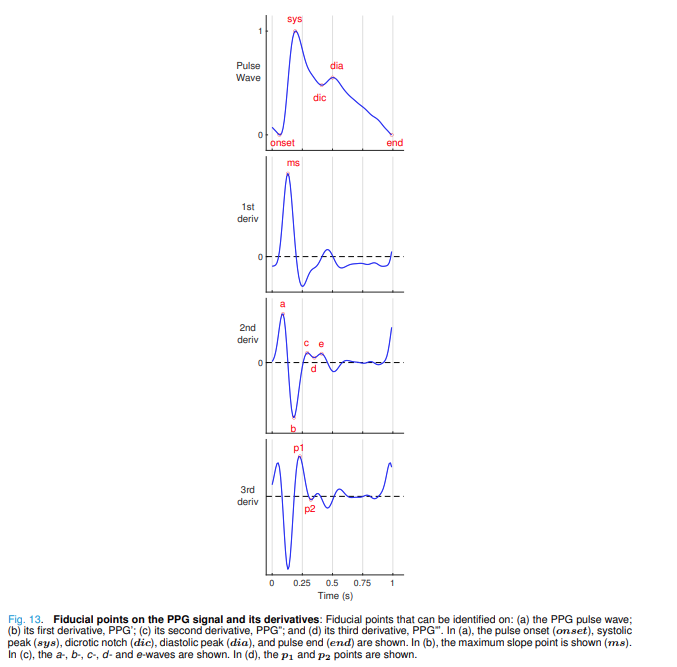 sys
1
Pulse
Wave
dia
dic
0
onset
end
ms
1st
deriv
0
a
2nd
deriv
c
e
0
d
b
p1
3rd
deriv
p2
0 0.25 0.5 0.75 1
Time (s)
Fig. 13. Fiducial points on the PPG signal and its derivatives: Fiducial points that can be identified on: (a) the PPG pulse wave;
(b) its first derivative, PPG'; (c) its second derivative, PPG''; and (d) its third derivative, PPG'''. In (a), the pulse onset (onset), systolic
peak (sys), dicrotic notch (dic), diastolic peak (dia), and pulse end (end) are shown. In (b), the maximum slope point is shown (ms).
In (c), the a-, b-, c-, d- and e-waves are shown. In (d), the p1 and p2 points are shown.